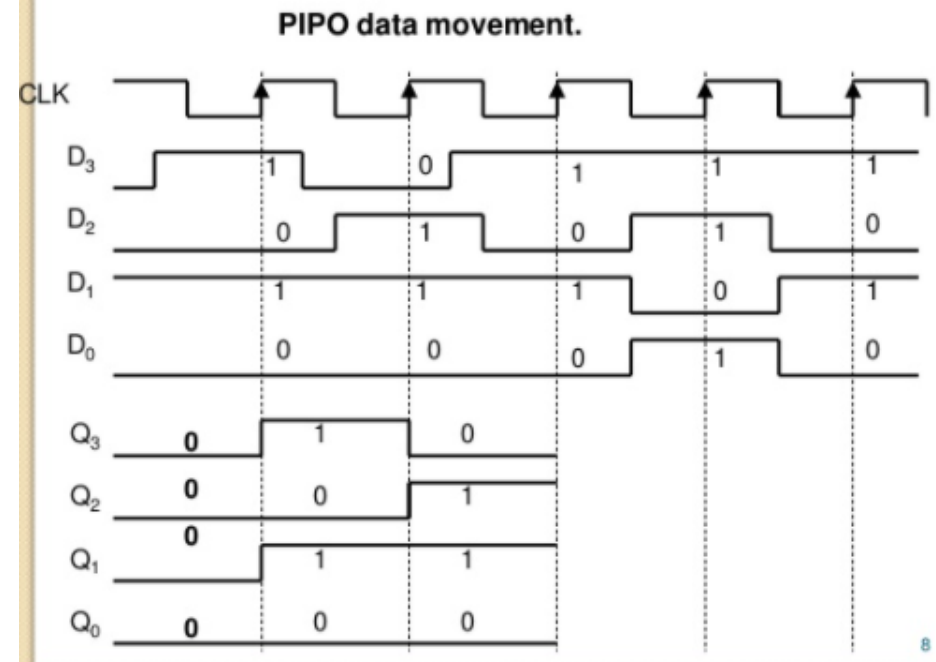 PIPO data movement.
CLK
D₃ 1 0 1 1 1
D₂ 0 1 0 1 0
D₁ 1 1 1 0 1
D₀ 0 0 0 1 0
Q₃ 0 1 0
Q₂ 0 0 1
Q₁ 0 1 1
Q₀ 0 0 0
8